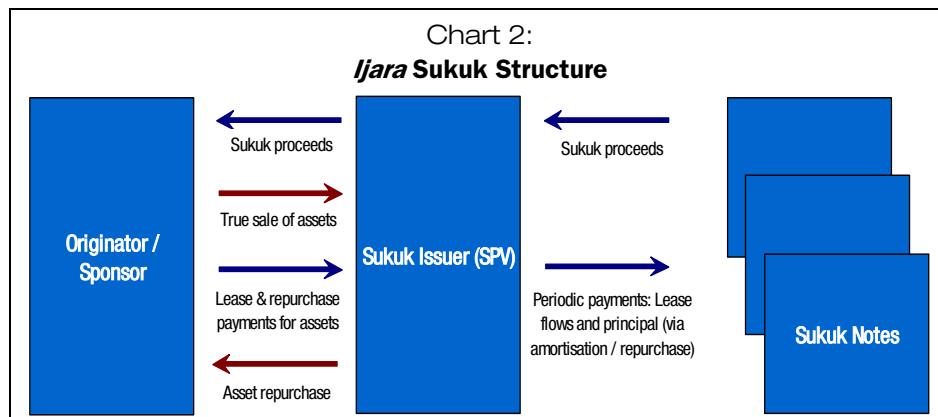 Chart 2:
Ijara Sukuk Structure
Sukuk proceeds
Sukuk proceeds
True sale of assets
Originator /
Sponsor
Sukuk Issuer (SPV)
Lease & repurchase
payments for assets
Periodic payments: Lease
flows and principal (via
amortisation / repurchase)
Sukuk Notes
Asset repurchase